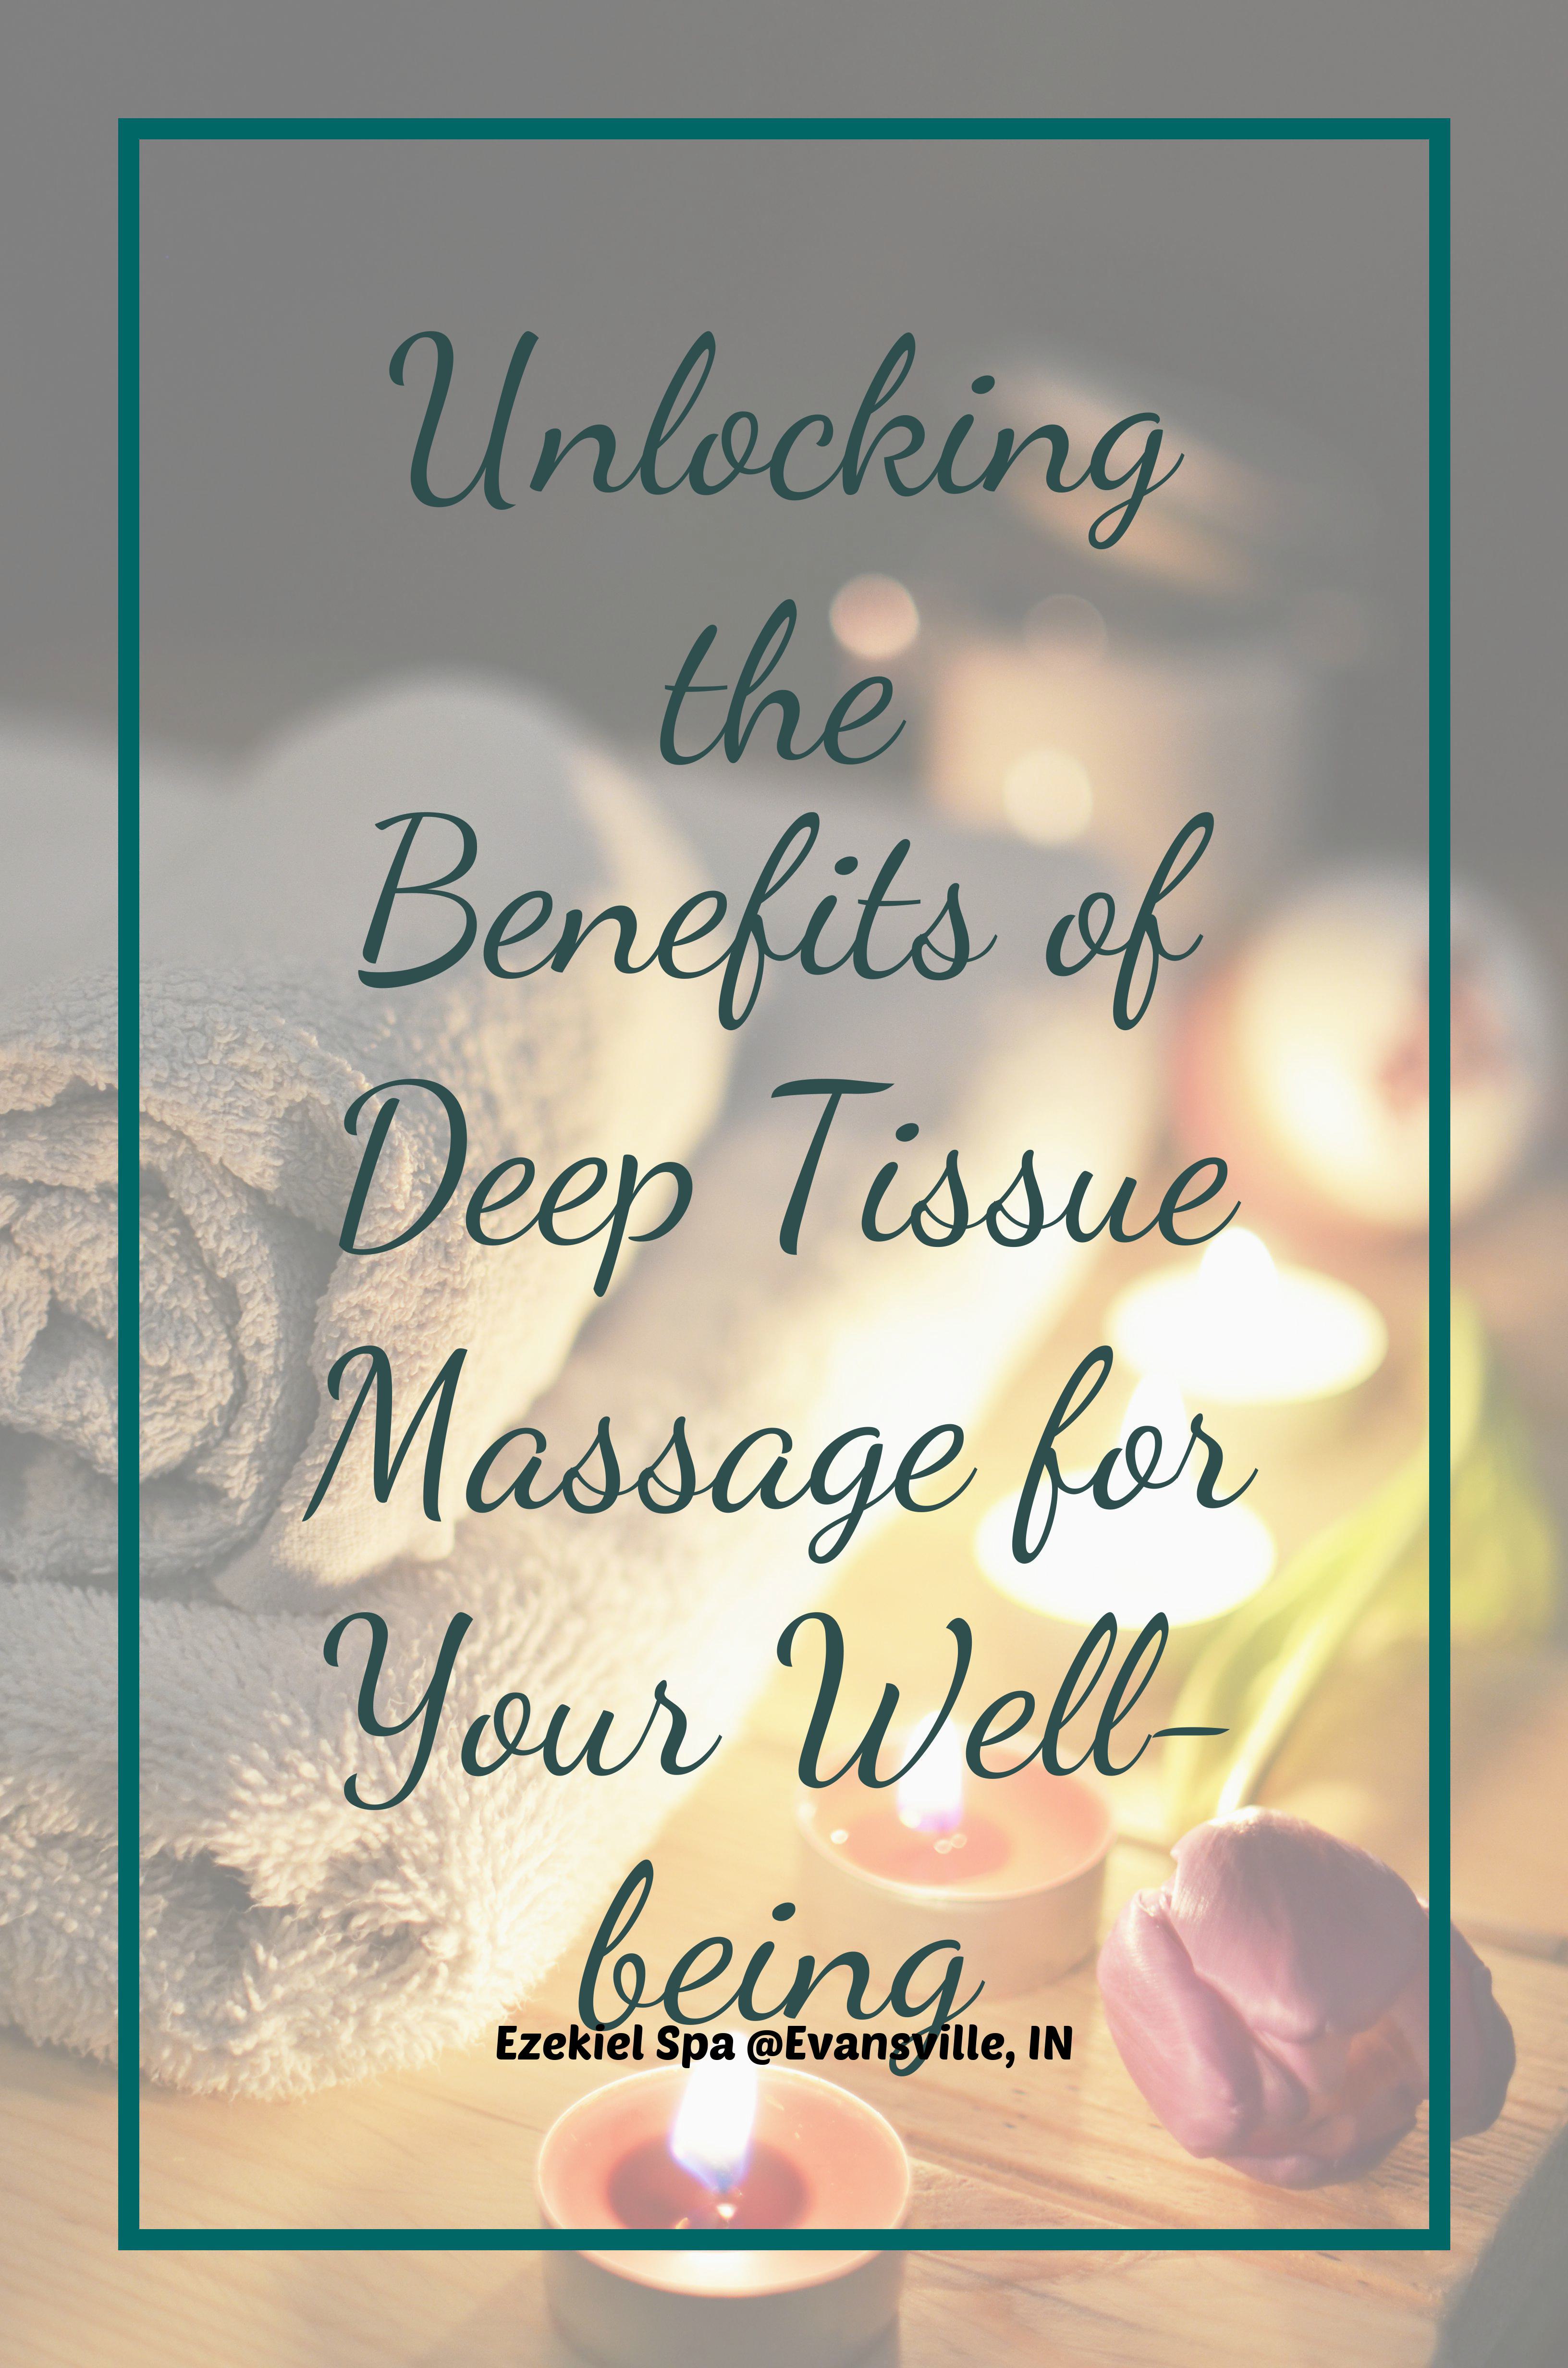 Unlocking
the
Benefits of
Deep Tissue
Massage for
Your Well-
being
Ezekiel Spa @Evansville, IN